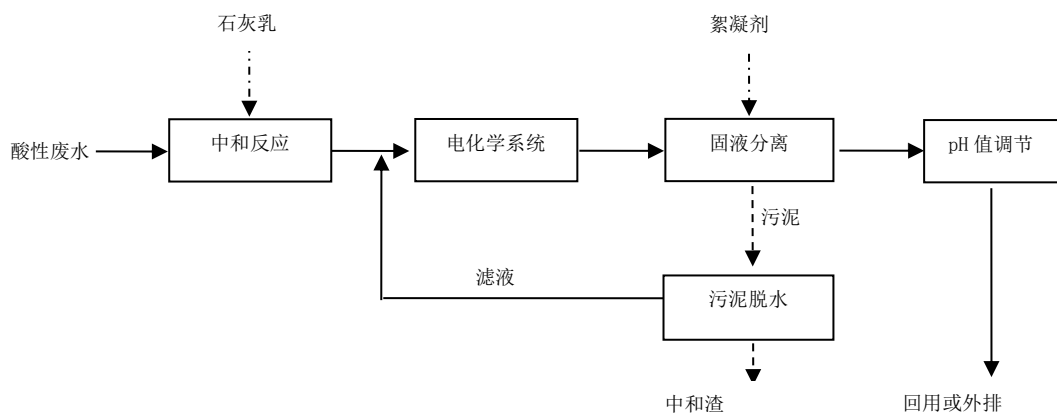 石灰乳
絮凝剂
酸性废水
中和反应
电化学系统
固液分离
pH 值调节
污泥
滤液
污泥脱水
中和渣
回用或外排